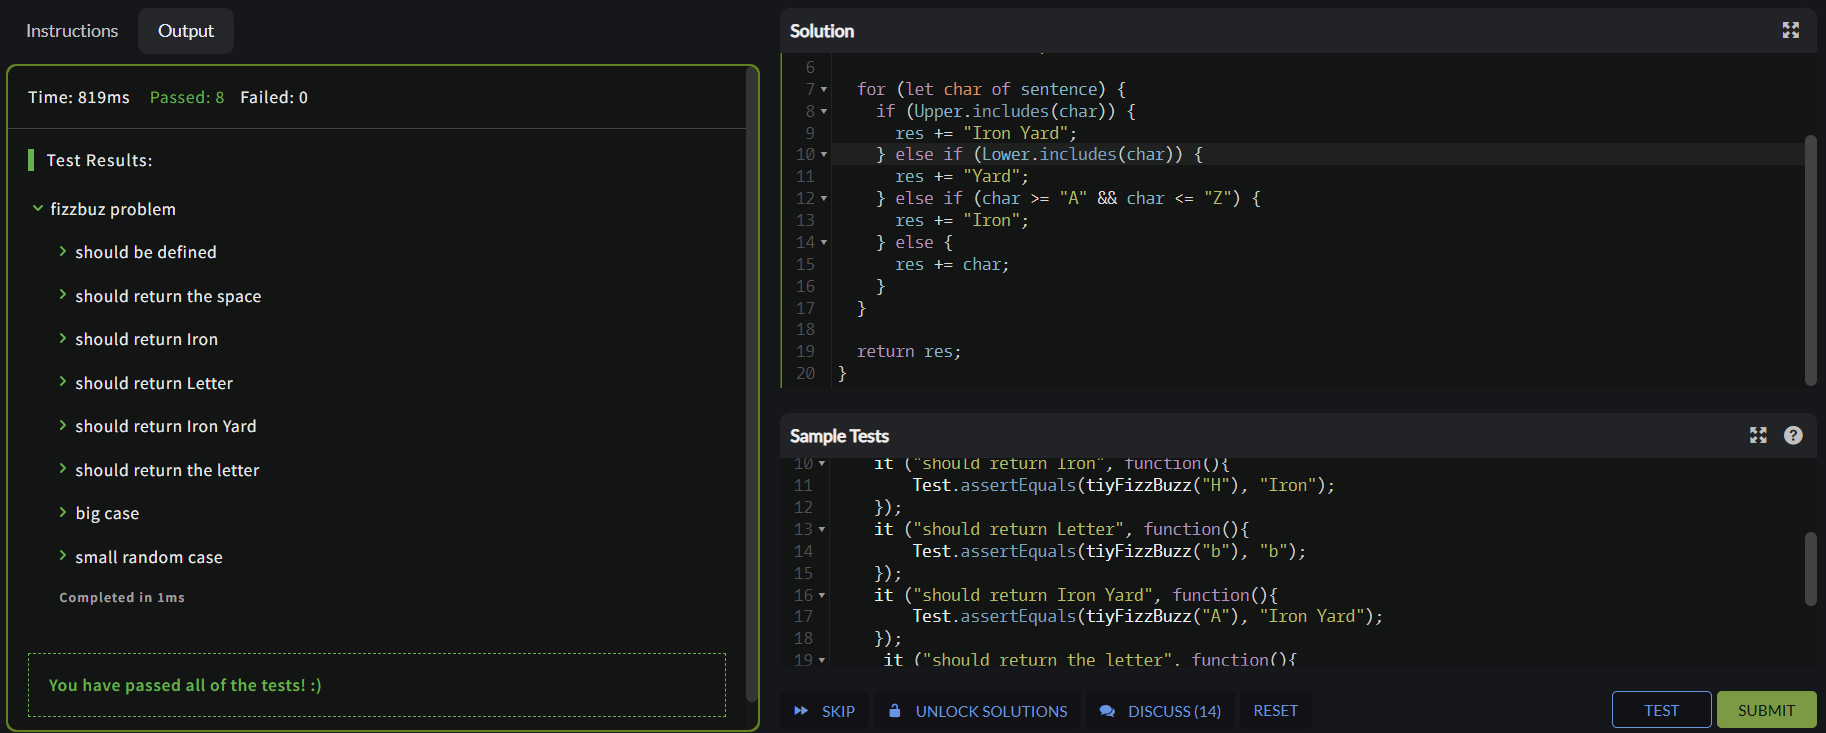 Instructions
Output
Time: 819ms Passed: 8 Failed: 0
Test Results:
fizzbuz problem
should be defined
should return the space
should return Iron
should return Letter
should return Iron Yard
should return the letter
big case
small random case
Completed in 1ms
You have passed all of the tests! :)
Solution
6
7 for (let char of sentence) {
8 if (Upper.includes(char)) {
9 res += "Iron Yard";
10 } else if (Lower.includes(char)) {
11 res += "Yard";
12 } else if (char >= "A" && char <= "Z") {
13 res += "Iron";
14 } else {
15 res += char;
16 }
17 }
18
19 return res;
20 }
Sample Tests
10 it ("should return Iron", function(){
11 Test.assertEquals(tiyFizzBuzz("H"), "Iron");
12 });
13 it ("should return Letter", function(){
14 Test.assertEquals(tiyFizzBuzz("b"), "b");
15 });
16 it ("should return Iron Yard", function(){
17 Test.assertEquals(tiyFizzBuzz("A"), "Iron Yard");
18 });
19 it ("should return the letter", function(){
SKIP
UNLOCK SOLUTIONS
DISCUSS (14)
RESET
TEST
SUBMIT